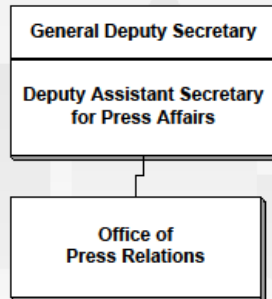 General Deputy Secretary
Deputy Assistant Secretary
for Press Affairs
Office of
Press Relations